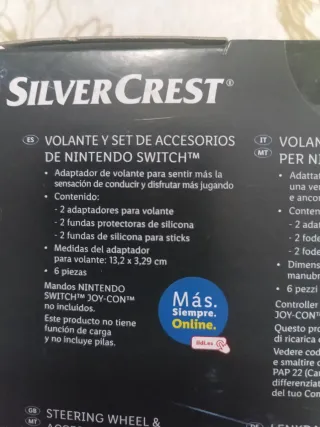 SILVERCREST®
ES VOLANTE Y SET DE ACCESORIOS
DE NINTENDO SWITCH™
• Adaptador de volante para sentir más la
sensación de conducir y disfrutar más jugando
• Contenido:
- 2 adaptadores para volante
- 2 fundas protectoras de silicona
- 2 fundas de silicona para sticks
• Medidas del adaptador
para volante: 13,2 x 3,29 cm
• 6 piezas
Mandos NINTENDO
SWITCH™ JOY-CON™
no incluidos.
Este producto no tiene
función de carga
y no incluye pilas.
Más.
Siempre.
Online.
lidl.es
IT MT VOLAN
PER NI
• Adattat
una ver
e ancor
• Conten
- 2 adat
- 2 fode
- 2 fode
• Dimens
manubr
• 6 pezzi
Controller
JOY-CON™
Questo pro
di ricarica e
Vedere cod
e smaltire c
PAP 22 (Car
differenziat
del tuo Com
GB MT STEERING WHEEL &